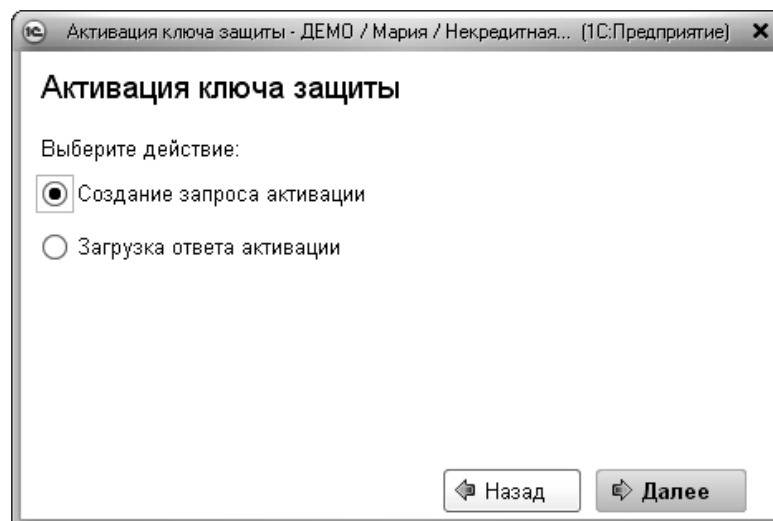 1С Активация ключа защиты - ДЕМО / Мария / Некредитная... (1С:Предприятие)
Активация ключа защиты
Выберите действие:
Создание запроса активации
Загрузка ответа активации
Назад Далее